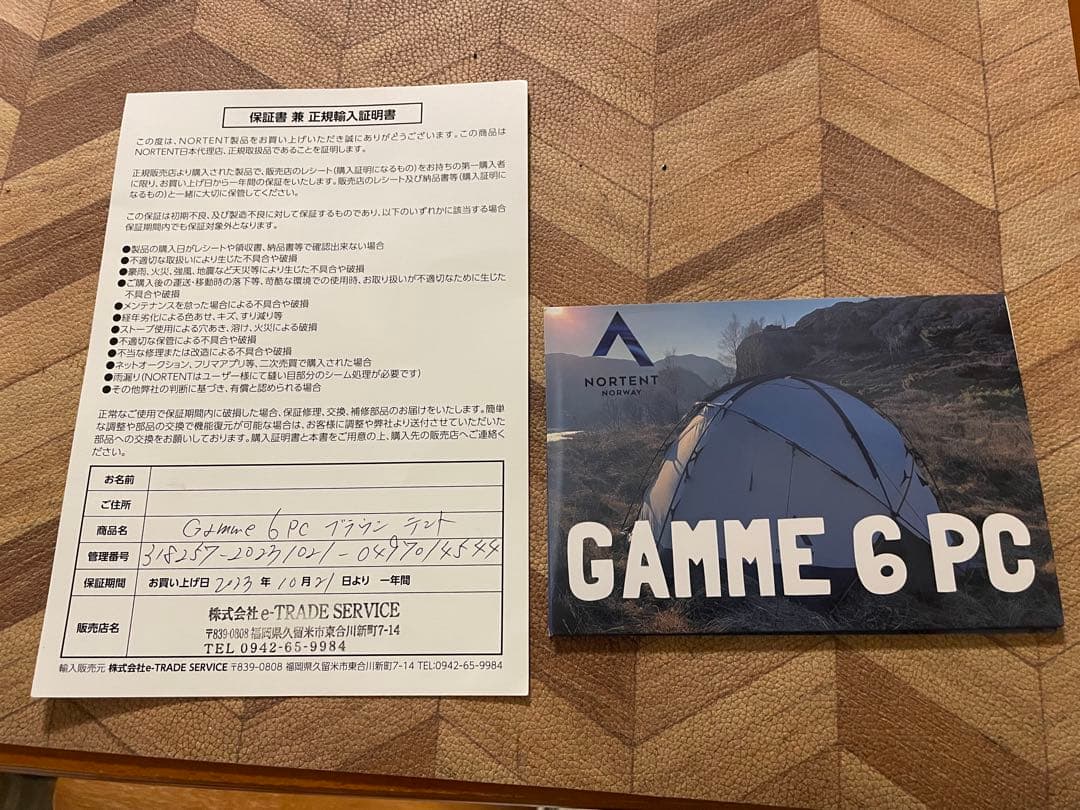 保証書 兼 正規輸入証明書
この度は、NORTENT製品をお買い上げいただき誠にありがとうございます。この商品は
NORTENT日本代理店、正規取扱品であることを証明します。
正規販売店より購入された製品で、販売店のレシート(購入証明になるもの)をお持ちの第一購入者
に限り、お買い上げ日から一年間の保証をいたします。販売店のレシート及び納品書等(購入証明に
なるもの)と一緒に大切に保管してください。
この保証は初期不良、及び製造不良に対して保証するものであり、以下のいずれかに該当する場合
保証期間内でも保証対象外となります。
●製品の購入日がレシートや領収書、納品書等で確認出来ない場合
●不適切な取扱いにより生じた不具合や破損
●豪雨、火災、強風、地震など天災等により生じた不具合や破損
●ご購入後の運送・移動時の落下等、苛酷な環境での使用時、お取り扱いが不適切なために生じた
不具合や破損
●メンテナンスを怠った場合による不具合や破損
●経年劣化による色あせ、キズ、すり減り等
●ストーブ使用による穴あき、溶け、火災による破損
●不適切な保管による不具合や破損
●不当な修理または改造による不具合や破損
●ネットオークション、フリマアプリ等、二次売買で購入された場合
●雨漏り(NORTENTはユーザー様にて縫い目部分のシーム処理が必要です)
●その他弊社の判断に基づき、有償と認められる場合
正常なご使用で保証期間内に破損した場合、保証修理、交換、補修部品のお届けをいたします。簡単
な調整や部品の交換で機能復元が可能な場合は、お客様に調整や弊社より送付させていただいた
部品への交換をお願いしております。購入証明書と本書をご用意の上、購入先の販売店へご連絡く
ださい。
お名前
ご住所
商品名 Gamme 6 PC ブラウン テント
管理番号 318257-20231021-0497014544
保証期間 お買い上げ日 2023 年 10 月 21 日より 一年間
販売店名 株式会社 e-TRADE SERVICE
〒839-0808 福岡県久留米市東合川新町7-14
TEL 0942-65-9984
輸入販売元 株式会社e-TRADE SERVICE 〒839-0808 福岡県久留米市東合川新町7-14 TEL:0942-65-9984
NORTENT
NORWAY
GAMME 6 PC